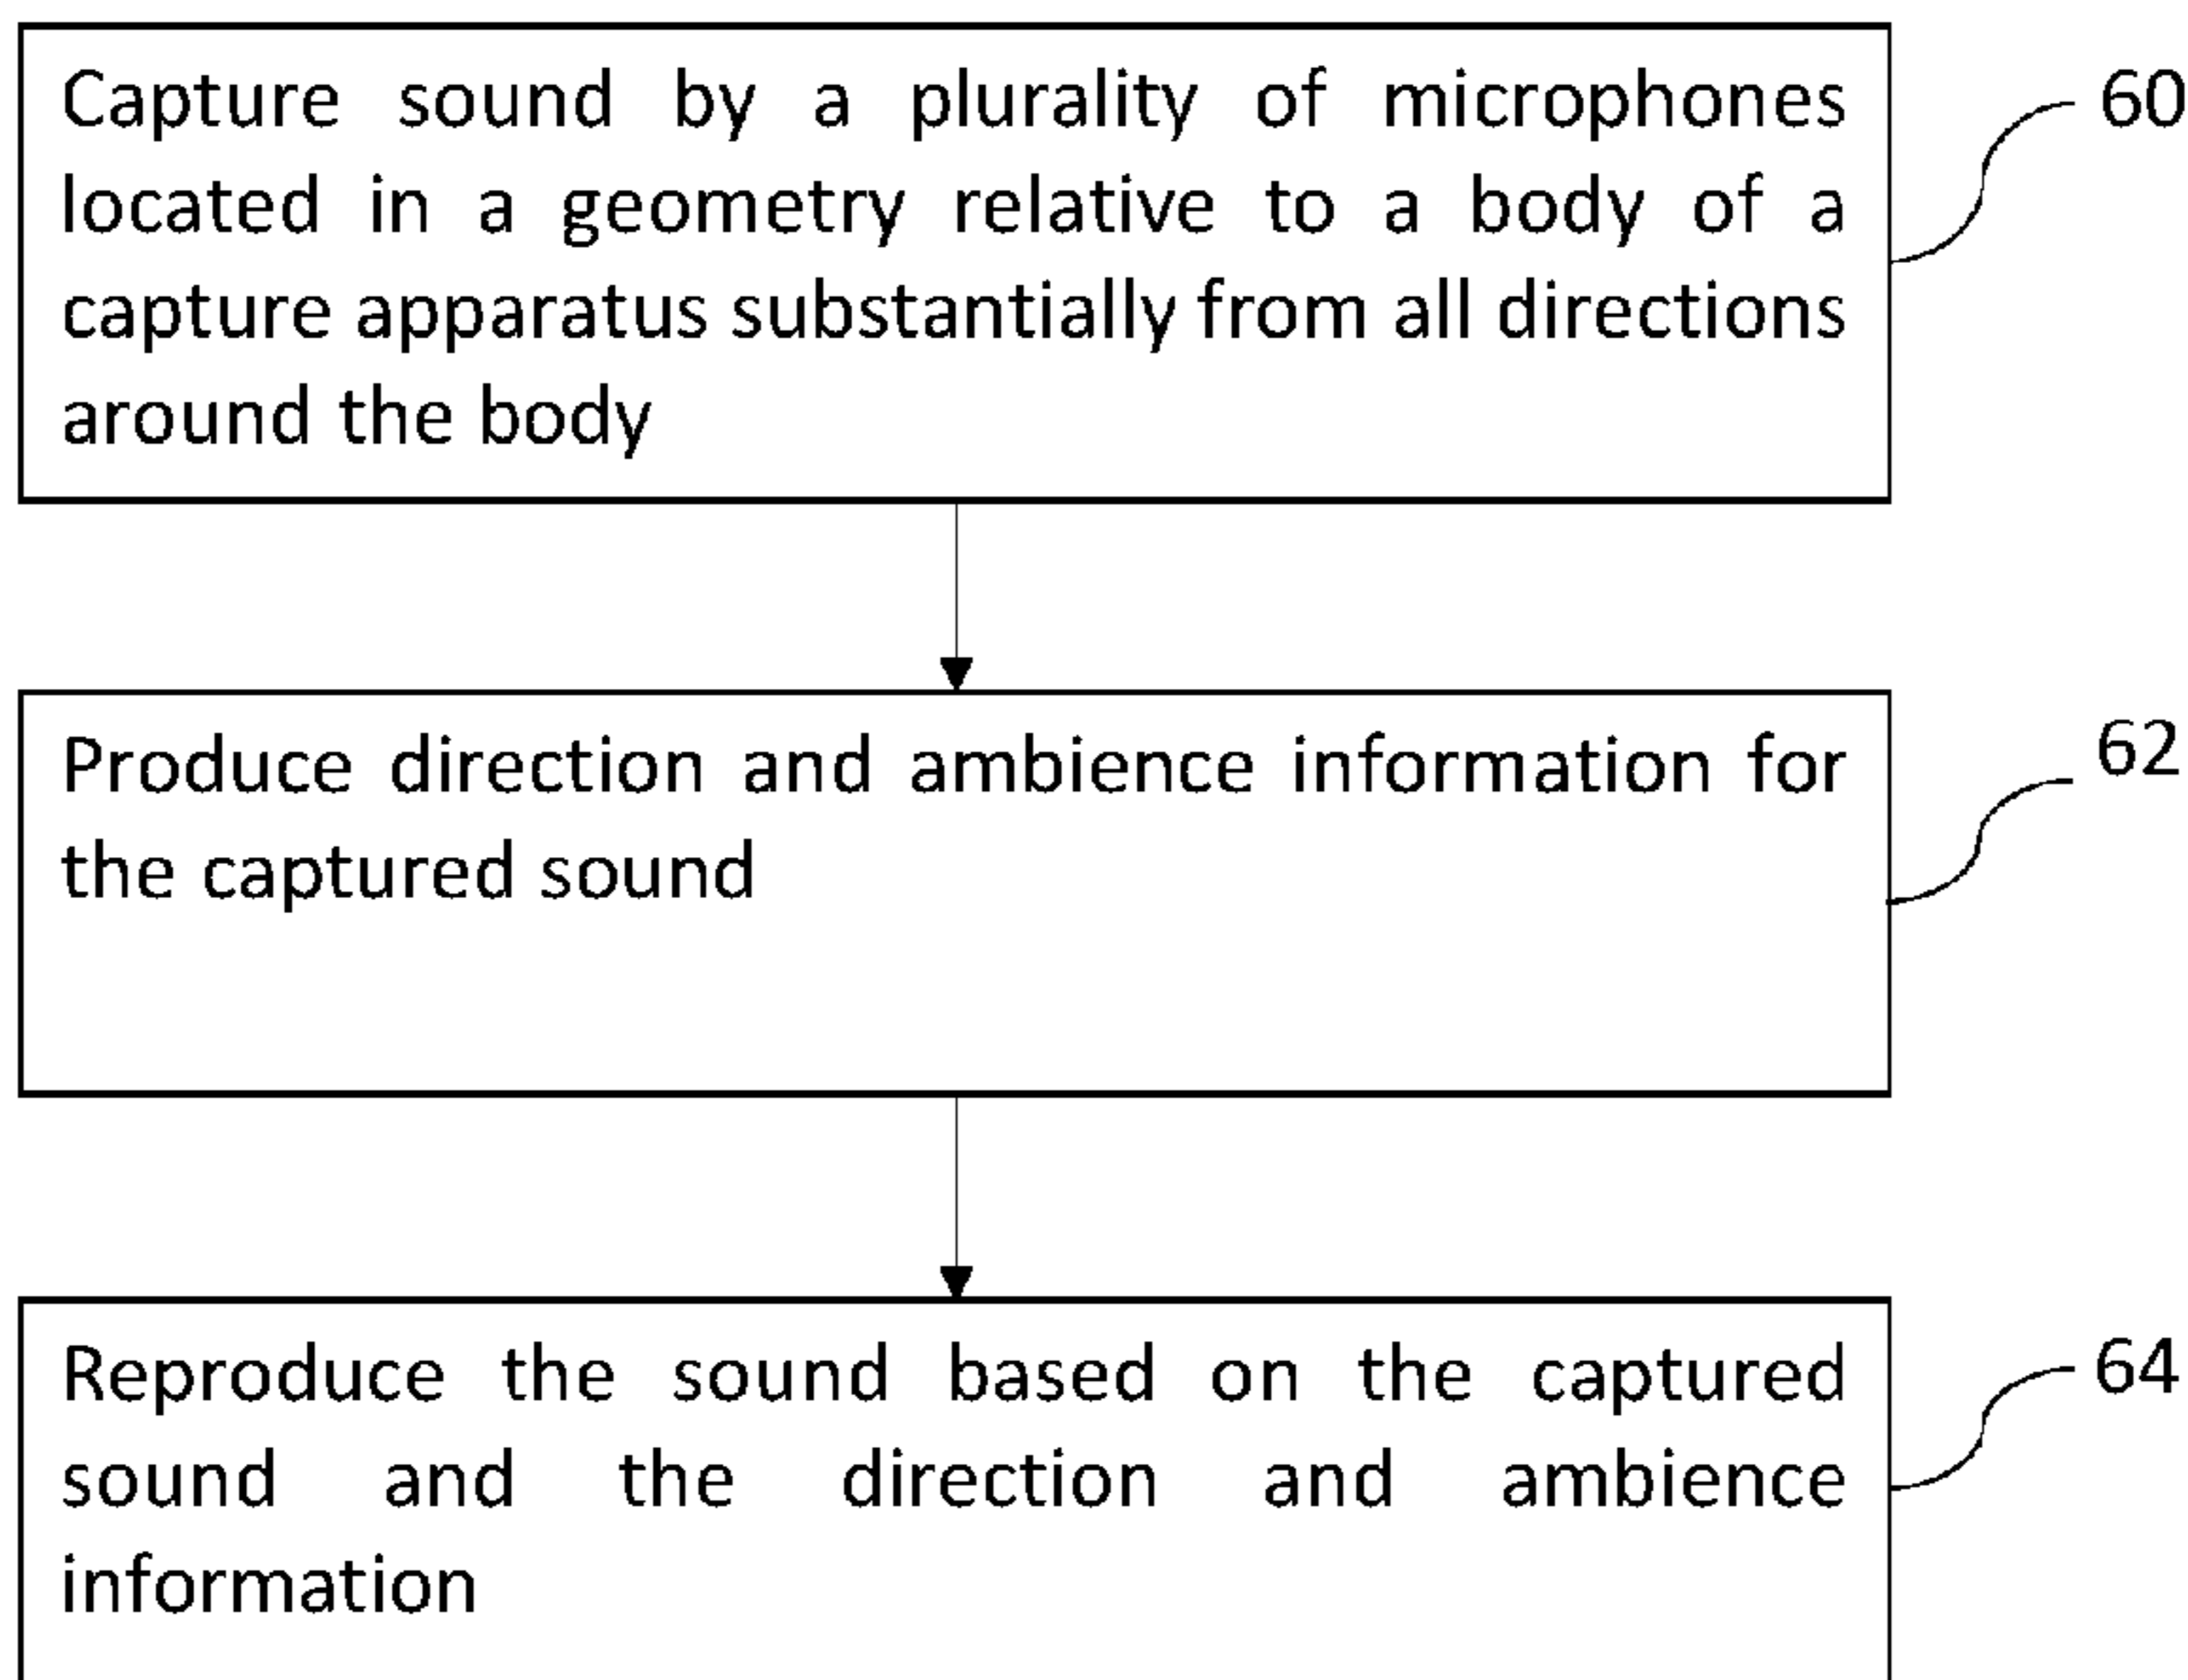 Capture sound by a plurality of microphones
60
located in a geometry relative to a body of a
capture apparatus substantially from all directions
around the body
Produce direction and ambience information for
62
the captured sound
Reproduce the sound based on the captured
64
sound and the direction and ambience
information